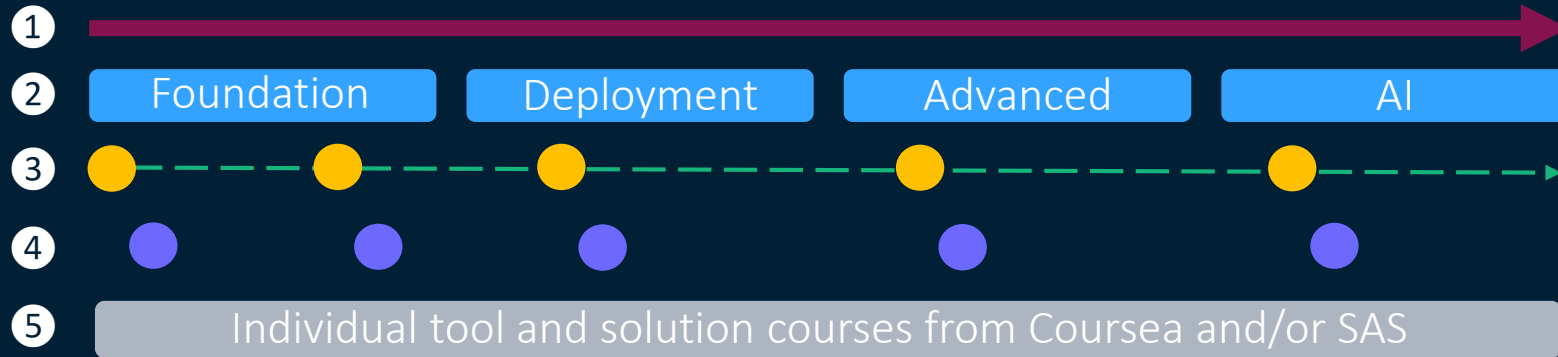 1
2 Foundation Deployment Advanced AI
3
4
5 Individual tool and solution courses from Coursea and/or SAS